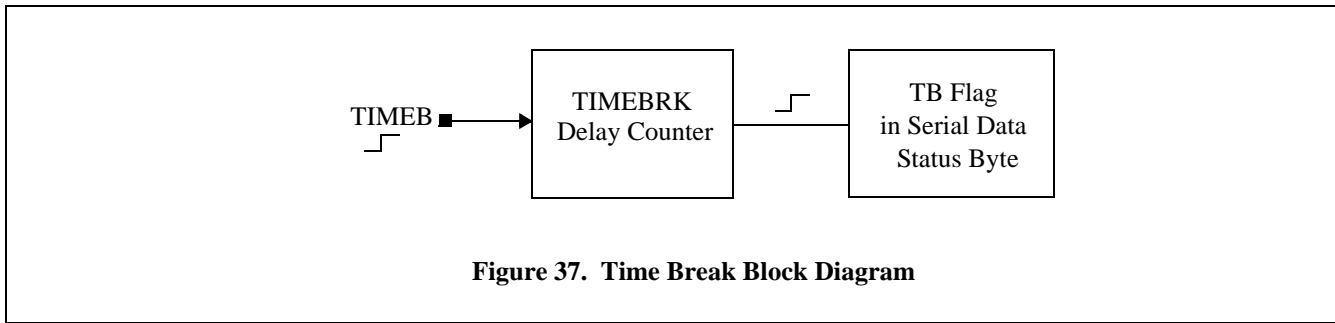 TIMEB
TIMEBRK
Delay Counter
TB Flag
in Serial Data
Status Byte
Figure 37. Time Break Block Diagram